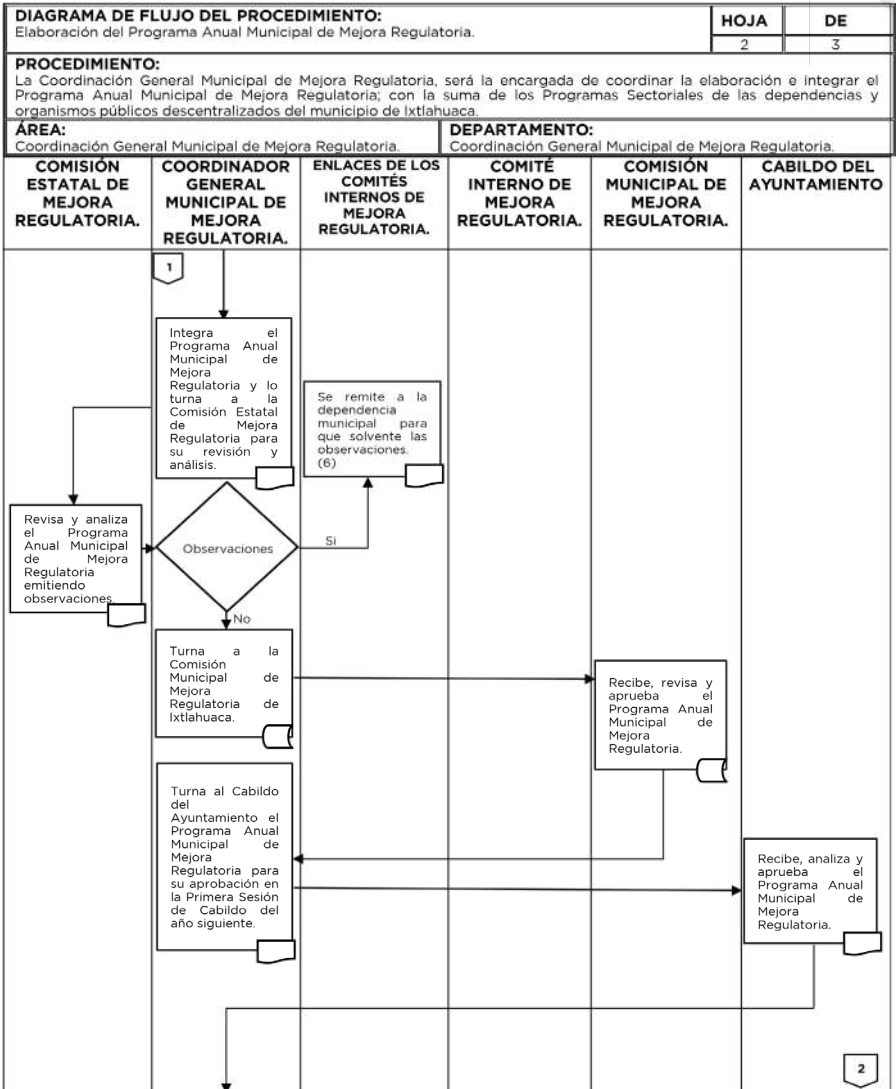 DIAGRAMA DE FLUJO DEL PROCEDIMIENTO:
Elaboración del Programa Anual Municipal de Mejora Regulatoria.
HOJA
DE
2
3
PROCEDIMIENTO:
La Coordinación General Municipal de Mejora Regulatoria, será la encargada de coordinar la elaboración e integrar el
Programa Anual Municipal de Mejora Regulatoria; con la suma de los Programas Sectoriales de las dependencias y
organismos públicos descentralizados del municipio de Ixtlahuaca.
ÁREA:
Coordinación General Municipal de Mejora Regulatoria.
DEPARTAMENTO:
Coordinación General Municipal de Mejora Regulatoria.
COMISIÓN
ESTATAL DE
MEJORA
REGULATORIA.
COORDINADOR
GENERAL
MUNICIPAL DE
MEJORA
REGULATORIA.
ENLACES DE LOS
COMITÉS
INTERNOS DE
MEJORA
REGULATORIA.
COMITÉ
INTERNO DE
MEJORA
REGULATORIA.
COMISIÓN
MUNICIPAL DE
MEJORA
REGULATORIA.
CABILDO DEL
AYUNTAMIENTO
1
Integra el
Programa Anual
Municipal de
Mejora
Regulatoria y lo
turna a la
Comisión Estatal
de Mejora
Regulatoria para
su revisión y
análisis.
Se remite a la
dependencia
municipal para
que solvente las
observaciones.
(6)
Revisa y analiza
el Programa
Anual Municipal
de Mejora
Regulatoria
emitiendo
observaciones.
Observaciones
Si
No
Turna a la
Comisión
Municipal de
Mejora
Regulatoria de
Ixtlahuaca.
Recibe, revisa y
aprueba el
Programa Anual
Municipal de
Mejora
Regulatoria.
Turna al Cabildo
del
Ayuntamiento el
Programa Anual
Municipal de
Mejora
Regulatoria para
su aprobación en
la Primera Sesión
de Cabildo del
año siguiente.
Recibe, analiza y
aprueba el
Programa Anual
Municipal de
Mejora
Regulatoria.
2